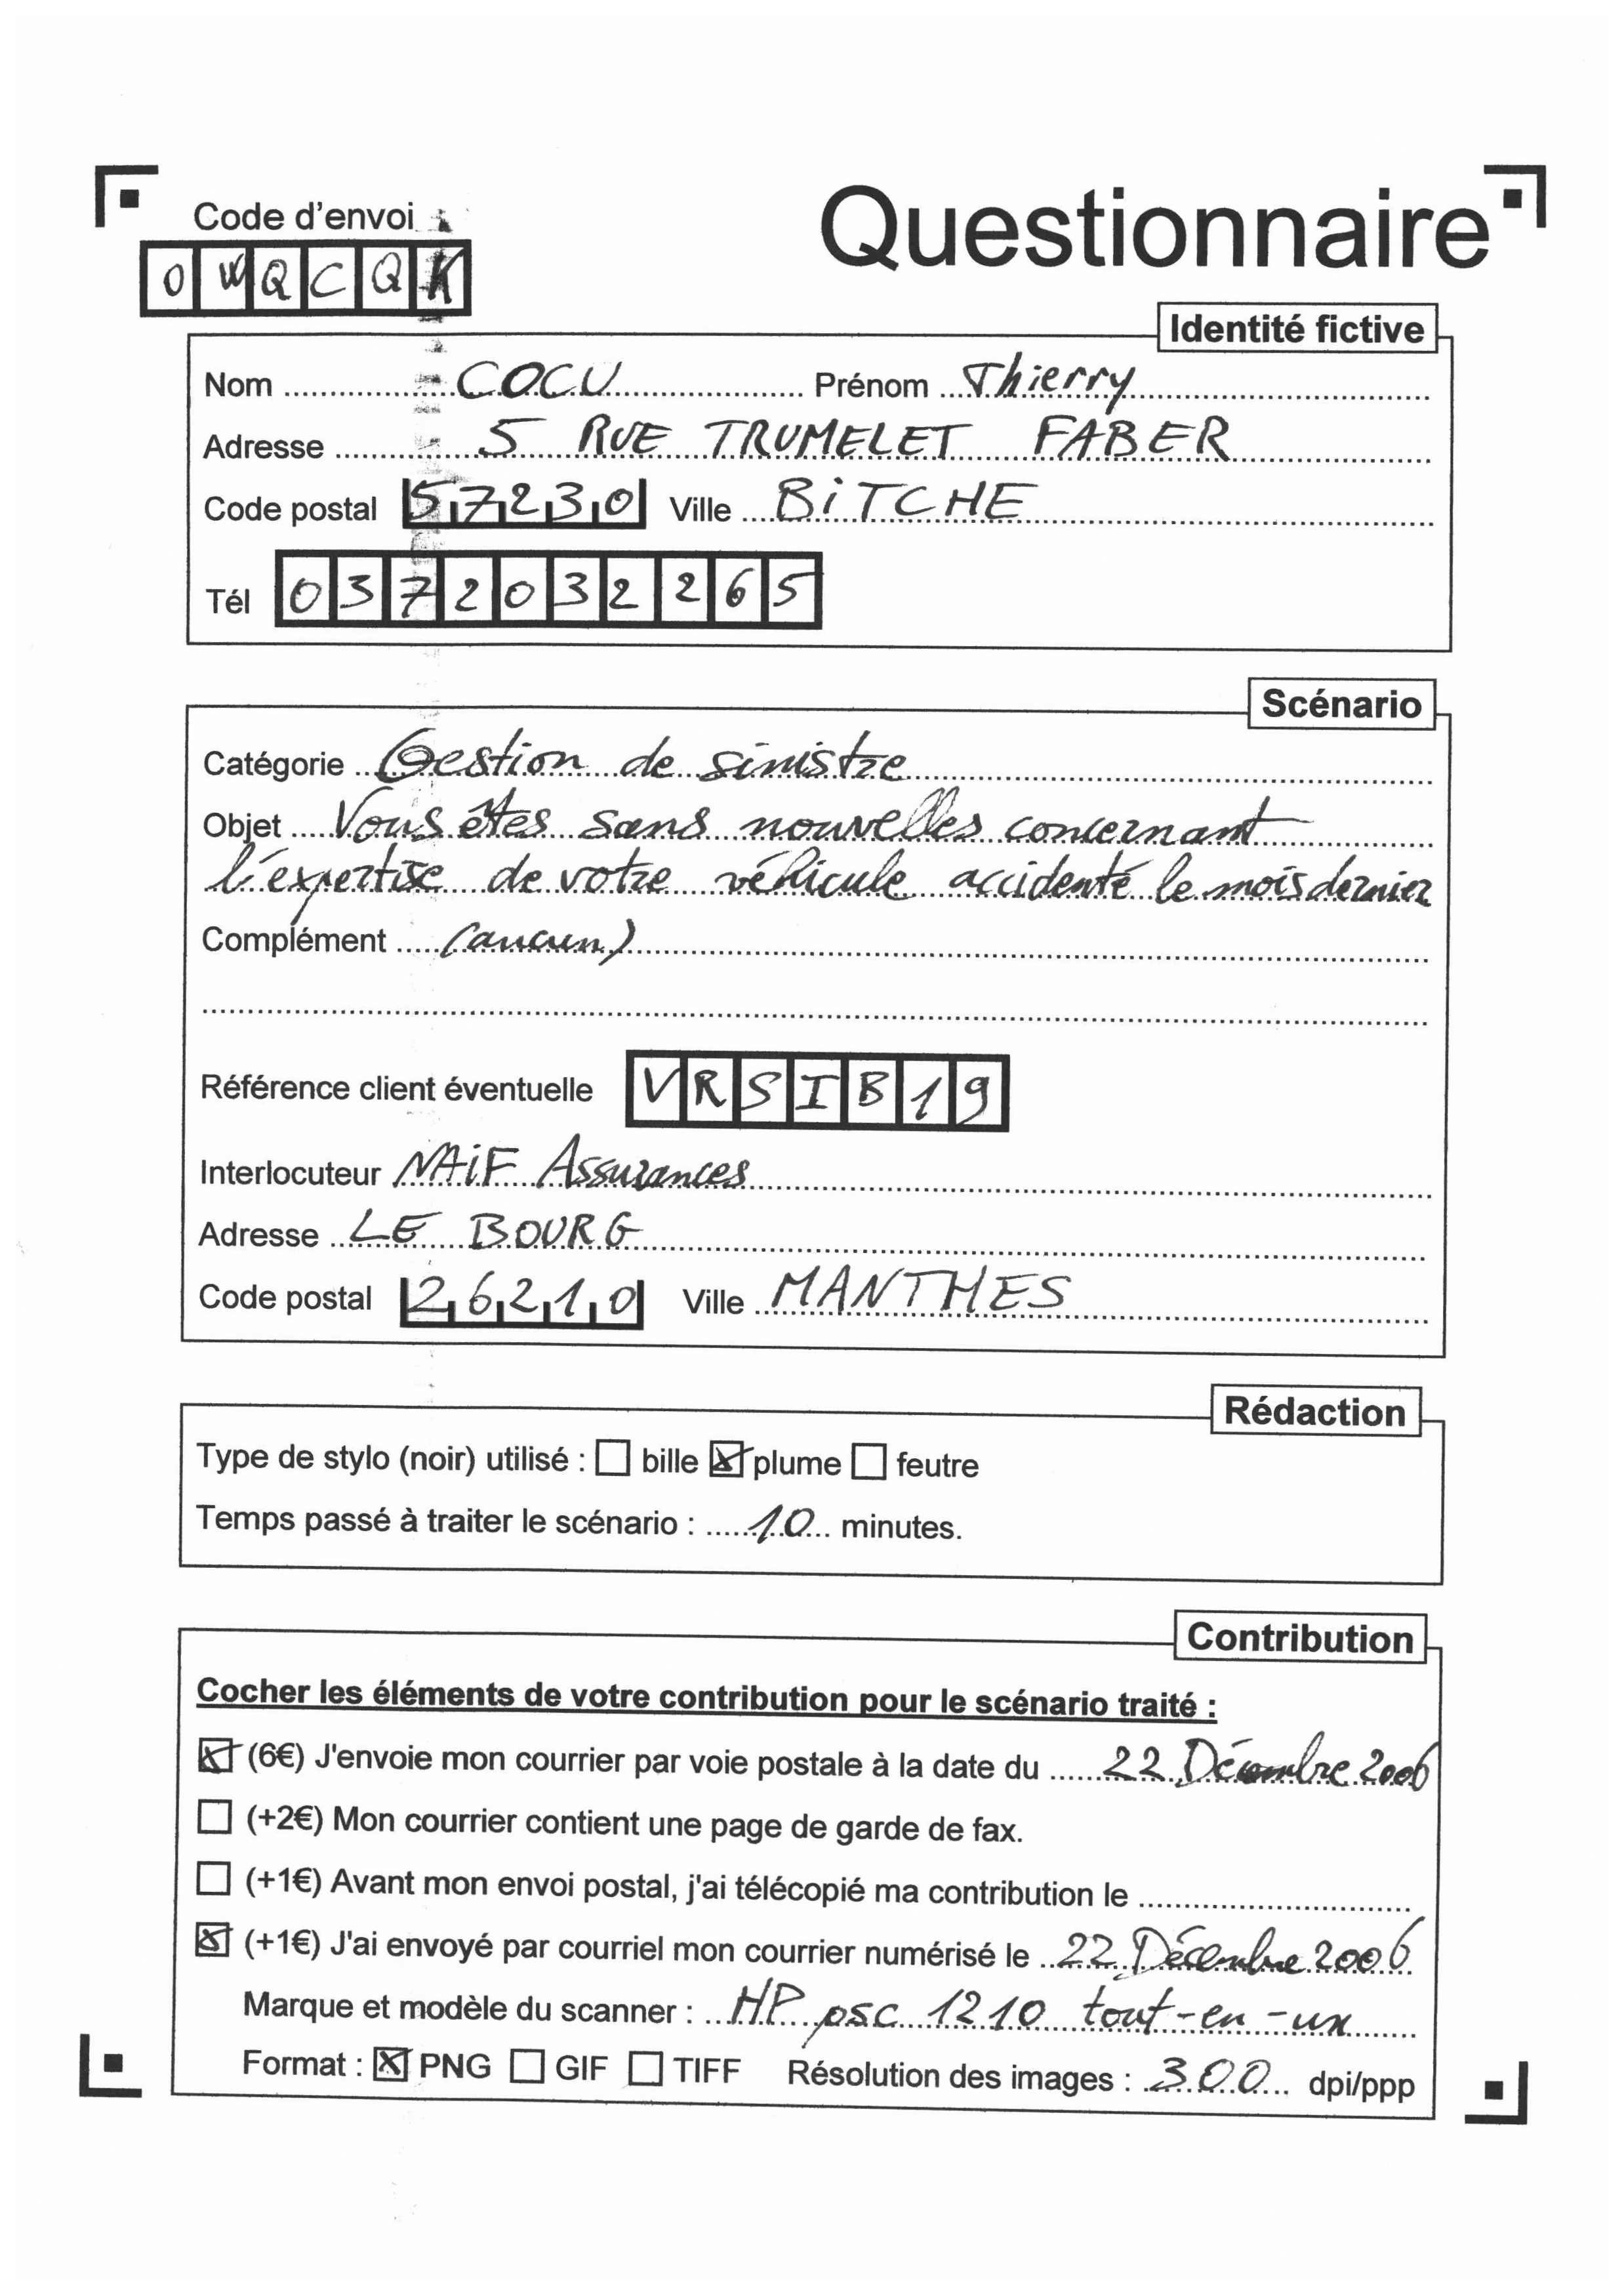 Questionnaire
Code d'envoi
O W Q C Q K
Identité fictive
Nom ........ COCU ........ Prénom ... Thierry ........
Adresse ........ 5 RUE TRUMELET FABER ........
Code postal 57230 Ville ... BiTCHE ........
Tél 0372032265
Scénario
Catégorie ... Gestion de sinistre ........
Objet ... Vous êtes sans nouvelles concernant
l'expertise de votre véhicule accidenté le mois dernier
Complément ..... (aucun) ........
Référence client éventuelle VRSIB19
Interlocuteur MAiF Assurances ........
Adresse ... LE BOURG ........
Code postal 26210 Ville ... MANTHES ........
Rédaction
Type de stylo (noir) utilisé : ☐ bille ☒ plume ☐ feutre
Temps passé à traiter le scénario : ..... 10 ... minutes.
Contribution
Cocher les éléments de votre contribution pour le scénario traité :
☒ (6€) J'envoie mon courrier par voie postale à la date du ..... 22 Décembre 2006
☐ (+2€) Mon courrier contient une page de garde de fax.
☐ (+1€) Avant mon envoi postal, j'ai télécopié ma contribution le ........
☒ (+1€) J'ai envoyé par courriel mon courrier numérisé le .. 22 Décembre 2006
Marque et modèle du scanner : .. HP psc 1210 tout-en-un ........
Format : ☒ PNG ☐ GIF ☐ TIFF Résolution des images : . 300 ... dpi/ppp